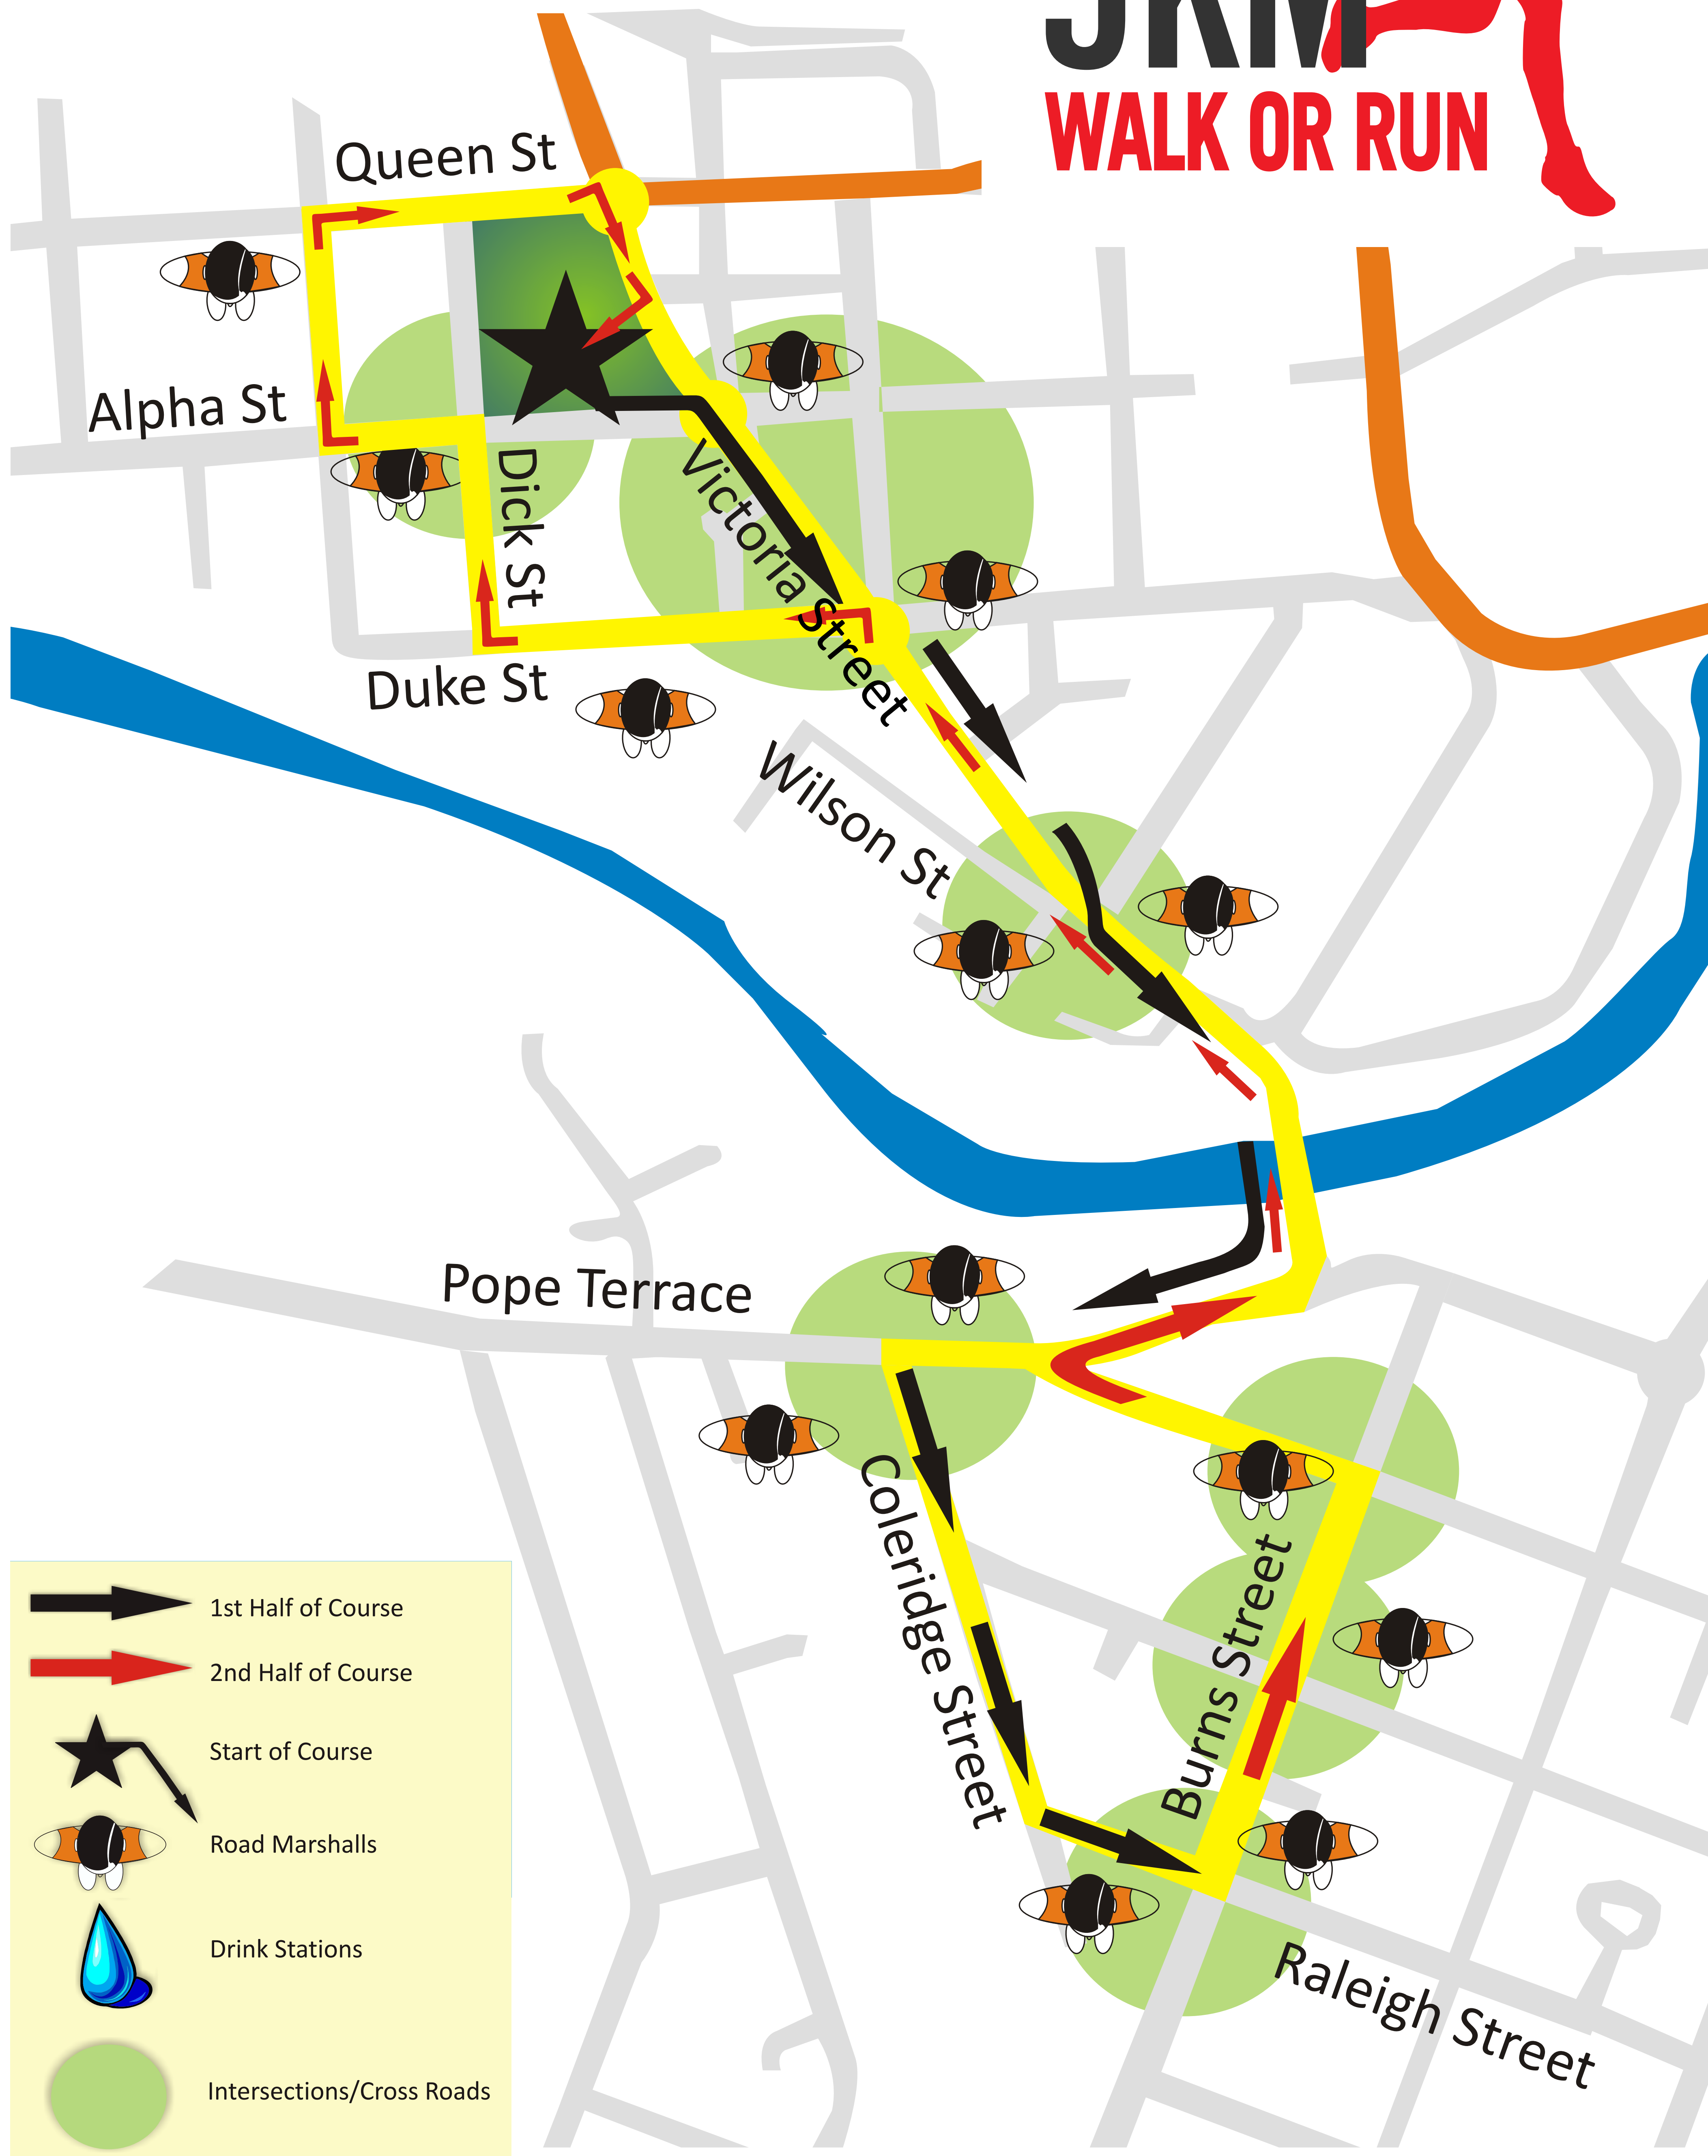 WALK OR RUN
Queen St
Alpha St
Dick St
Victoria Street
Duke St
Wilson St
Pope Terrace
Coleridge Street
Burns Street
Raleigh Street
1st Half of Course
2nd Half of Course
Start of Course
Road Marshalls
Drink Stations
Intersections/Cross Roads